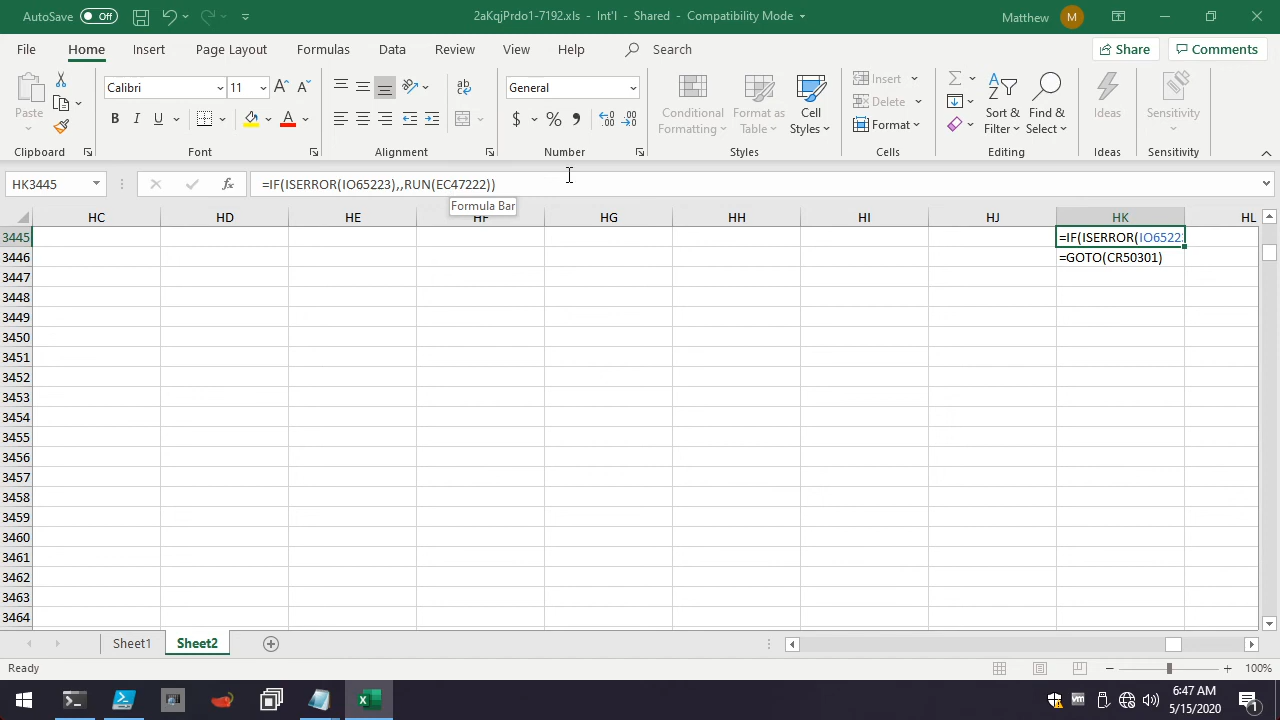 AutoSave Off 2aKqjPrdo1-7192.xls - Int'l - Shared - Compatibility Mode Matthew M
File Home Insert Page Layout Formulas Data Review View Help Search Share Comments
Calibri 11 A A General Insert Σ A Z
Paste B I U A $ % 9 .00 Conditional Format as Cell Delete Sort & Find & Ideas Sensitivity
Formatting Table Styles Format Filter Select
Clipboard Font Alignment Number Styles Cells Editing Ideas Sensitivity
HK3445 fx =IF(ISERROR(IO65223),,RUN(EC47222))
Formula Bar
HC HD HE HF HG HH HI HJ HK HL
3445 =IF(ISERROR(IO6522
3446 =GOTO(CR50301)
3447
3448
3449
3450
3451
3452
3453
3454
3455
3456
3457
3458
3459
3460
3461
3462
3463
3464
Sheet1 Sheet2
Ready 100%
6:47 AM
5/15/2020